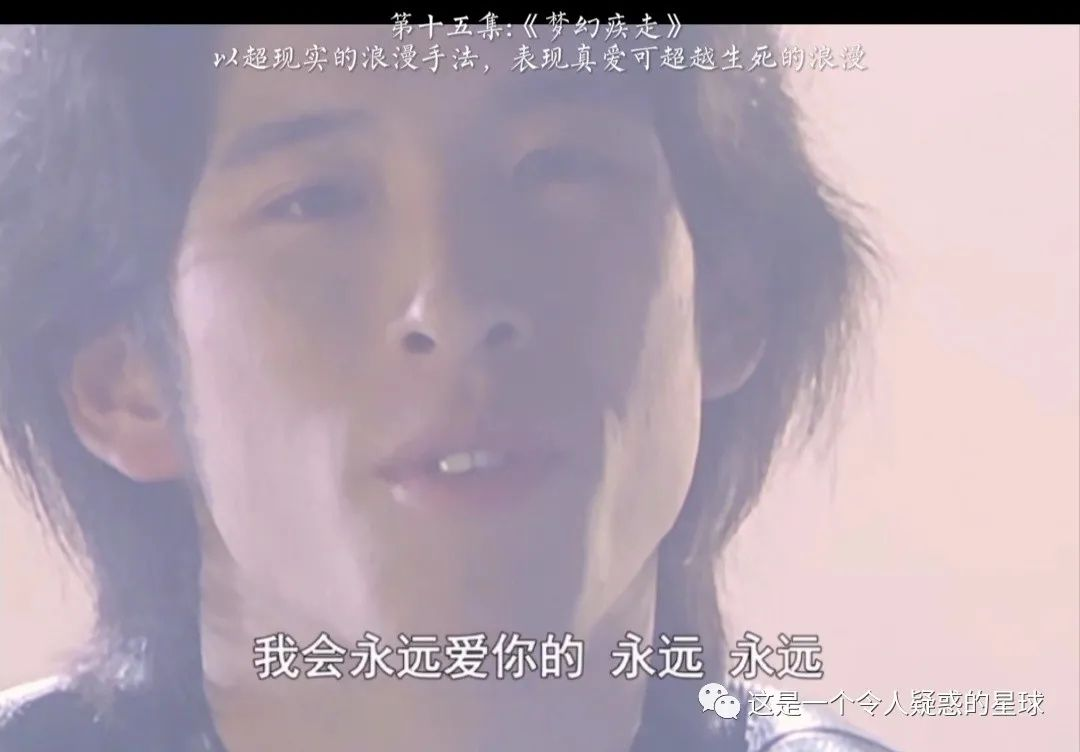 第十五集:《梦幻疾走》
以超现实的浪漫手法，表现真爱可超越生死的浪漫
我会永远爱你的 永远 永远
这是一个令人疑惑的星球